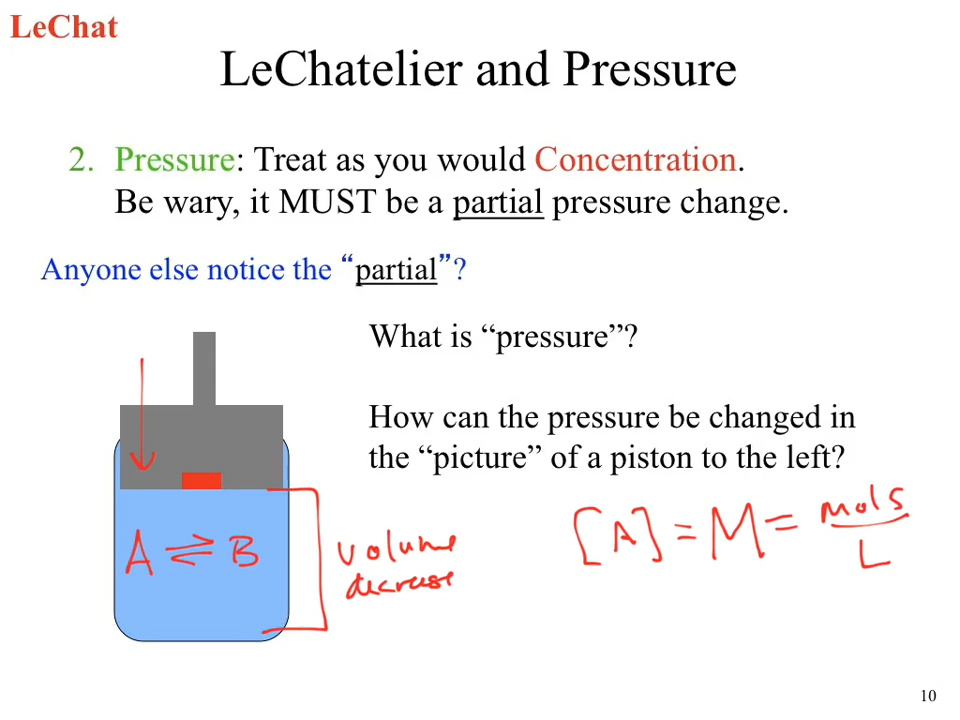 LeChat
LeChatelier and Pressure
2. Pressure: Treat as you would Concentration.
Be wary, it MUST be a partial pressure change.
Anyone else notice the “partial”?
What is “pressure”?
How can the pressure be changed in
the “picture” of a piston to the left?
A ⇌ B
volume
decrease
[A] = M = mols
L
10